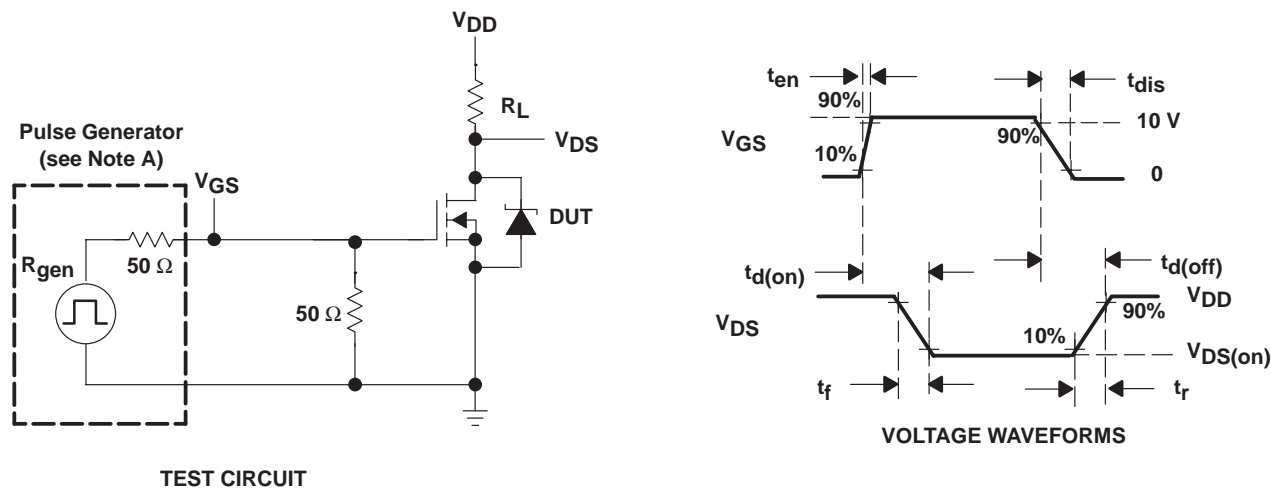 VDD
RL
VDS
Pulse Generator
(see Note A)
VGS
DUT
Rgen
50 Ω
50 Ω
TEST CIRCUIT
ten
tdis
90%
10 V
VGS
90%
10%
0
td(on)
td(off)
VDD
VDS
90%
10%
VDS(on)
tf
tr
VOLTAGE WAVEFORMS